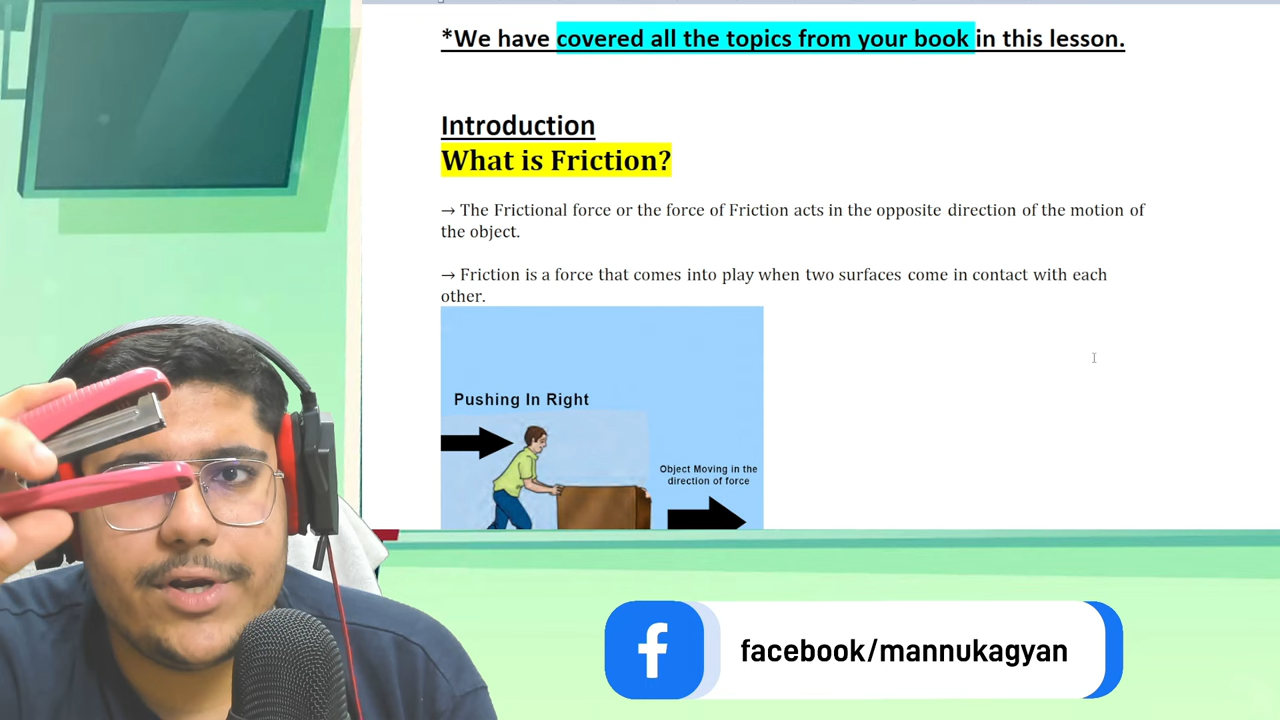 *We have covered all the topics from your book in this lesson.
Introduction
What is Friction?
→ The Frictional force or the force of Friction acts in the opposite direction of the motion of
the object.
→ Friction is a force that comes into play when two surfaces come in contact with each
other.
Pushing In Right
Object Moving in the
direction of force
facebook/mannukagyan